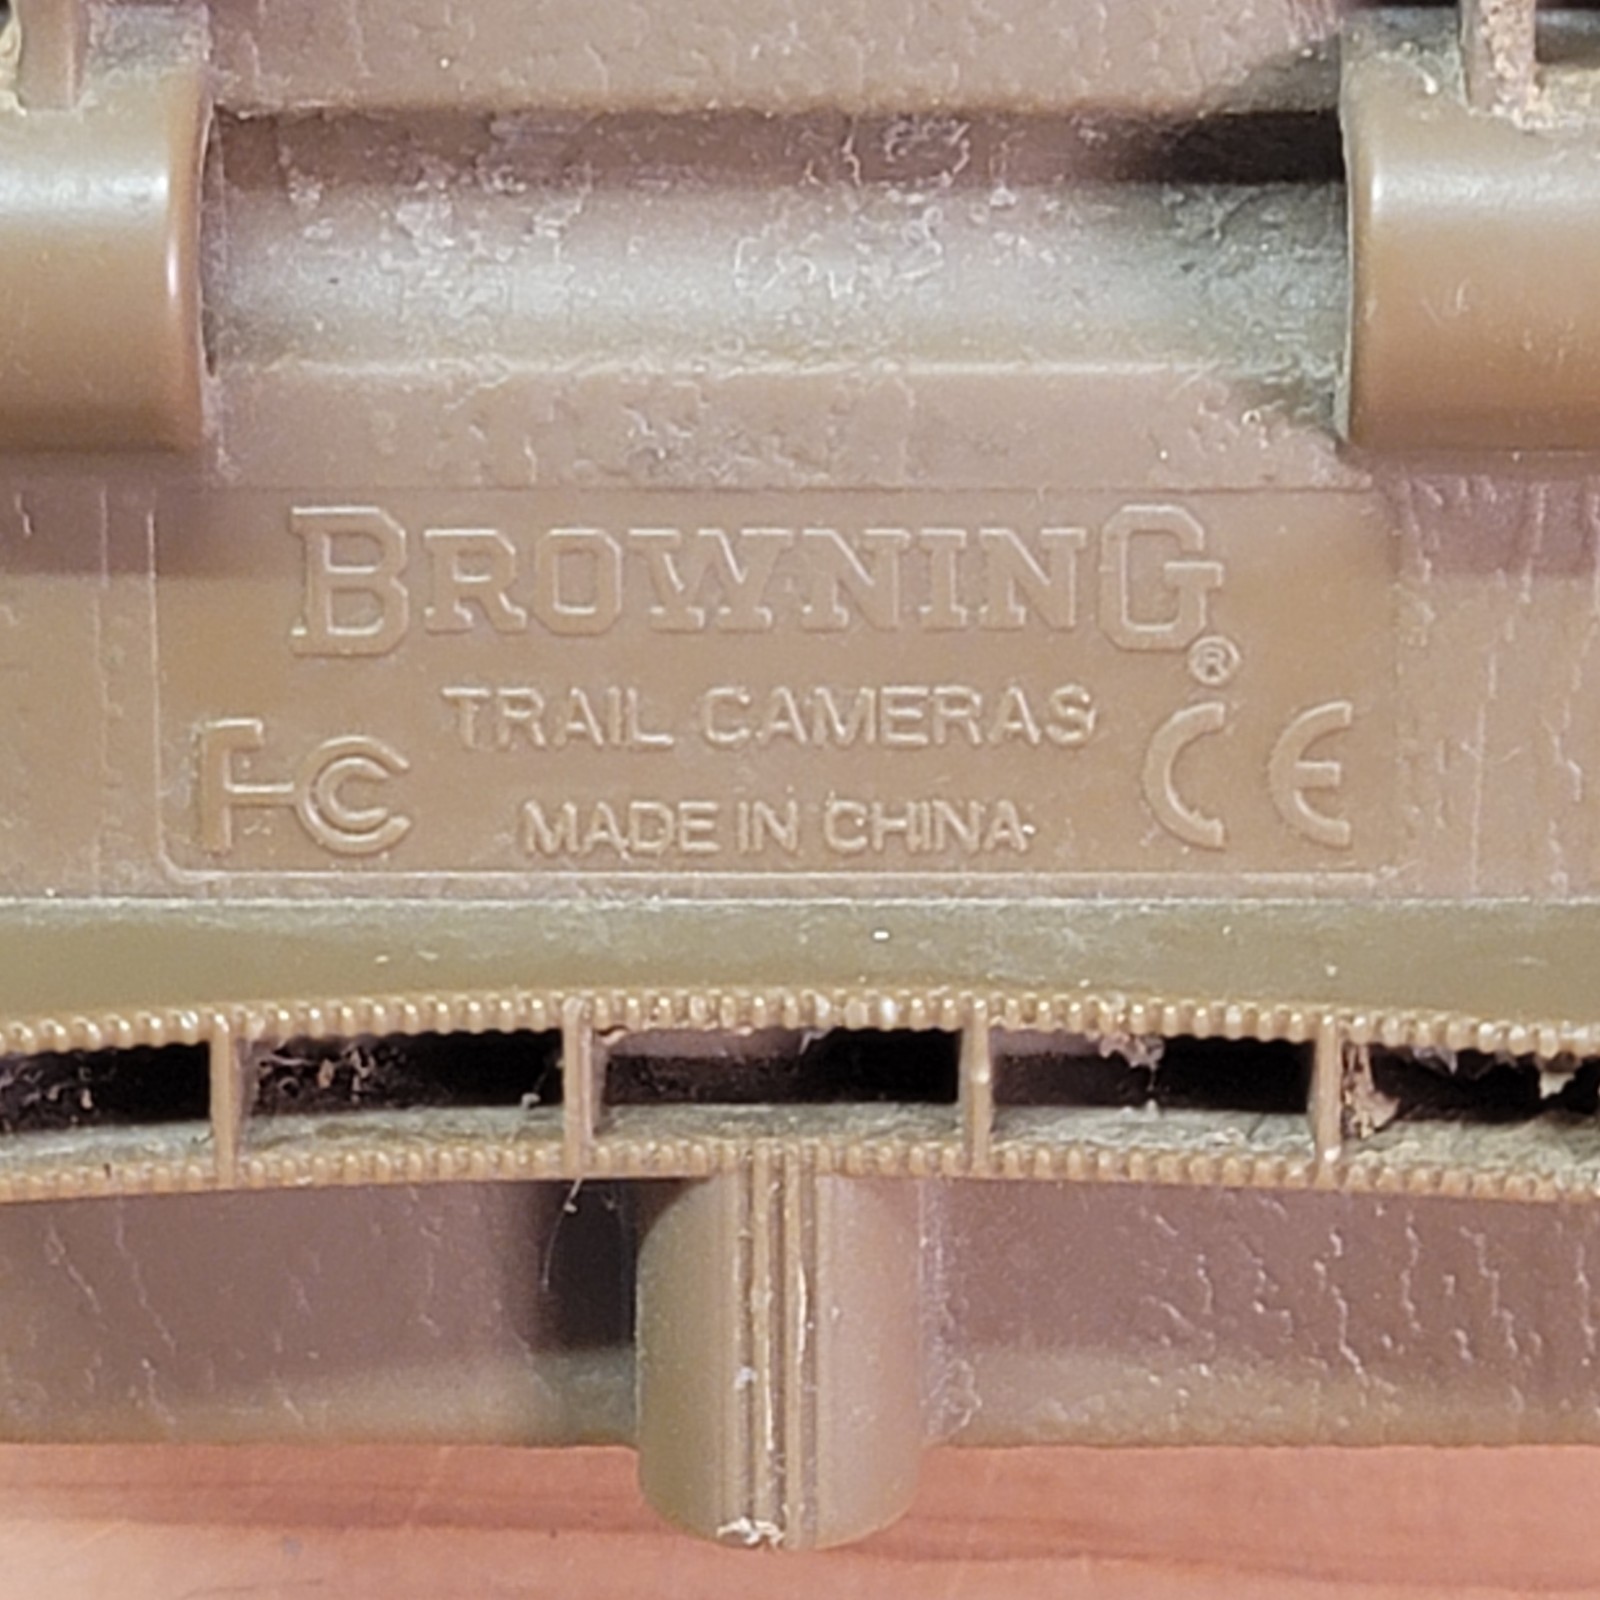 BROWNING®
TRAIL CAMERAS
FC CE
MADE IN CHINA